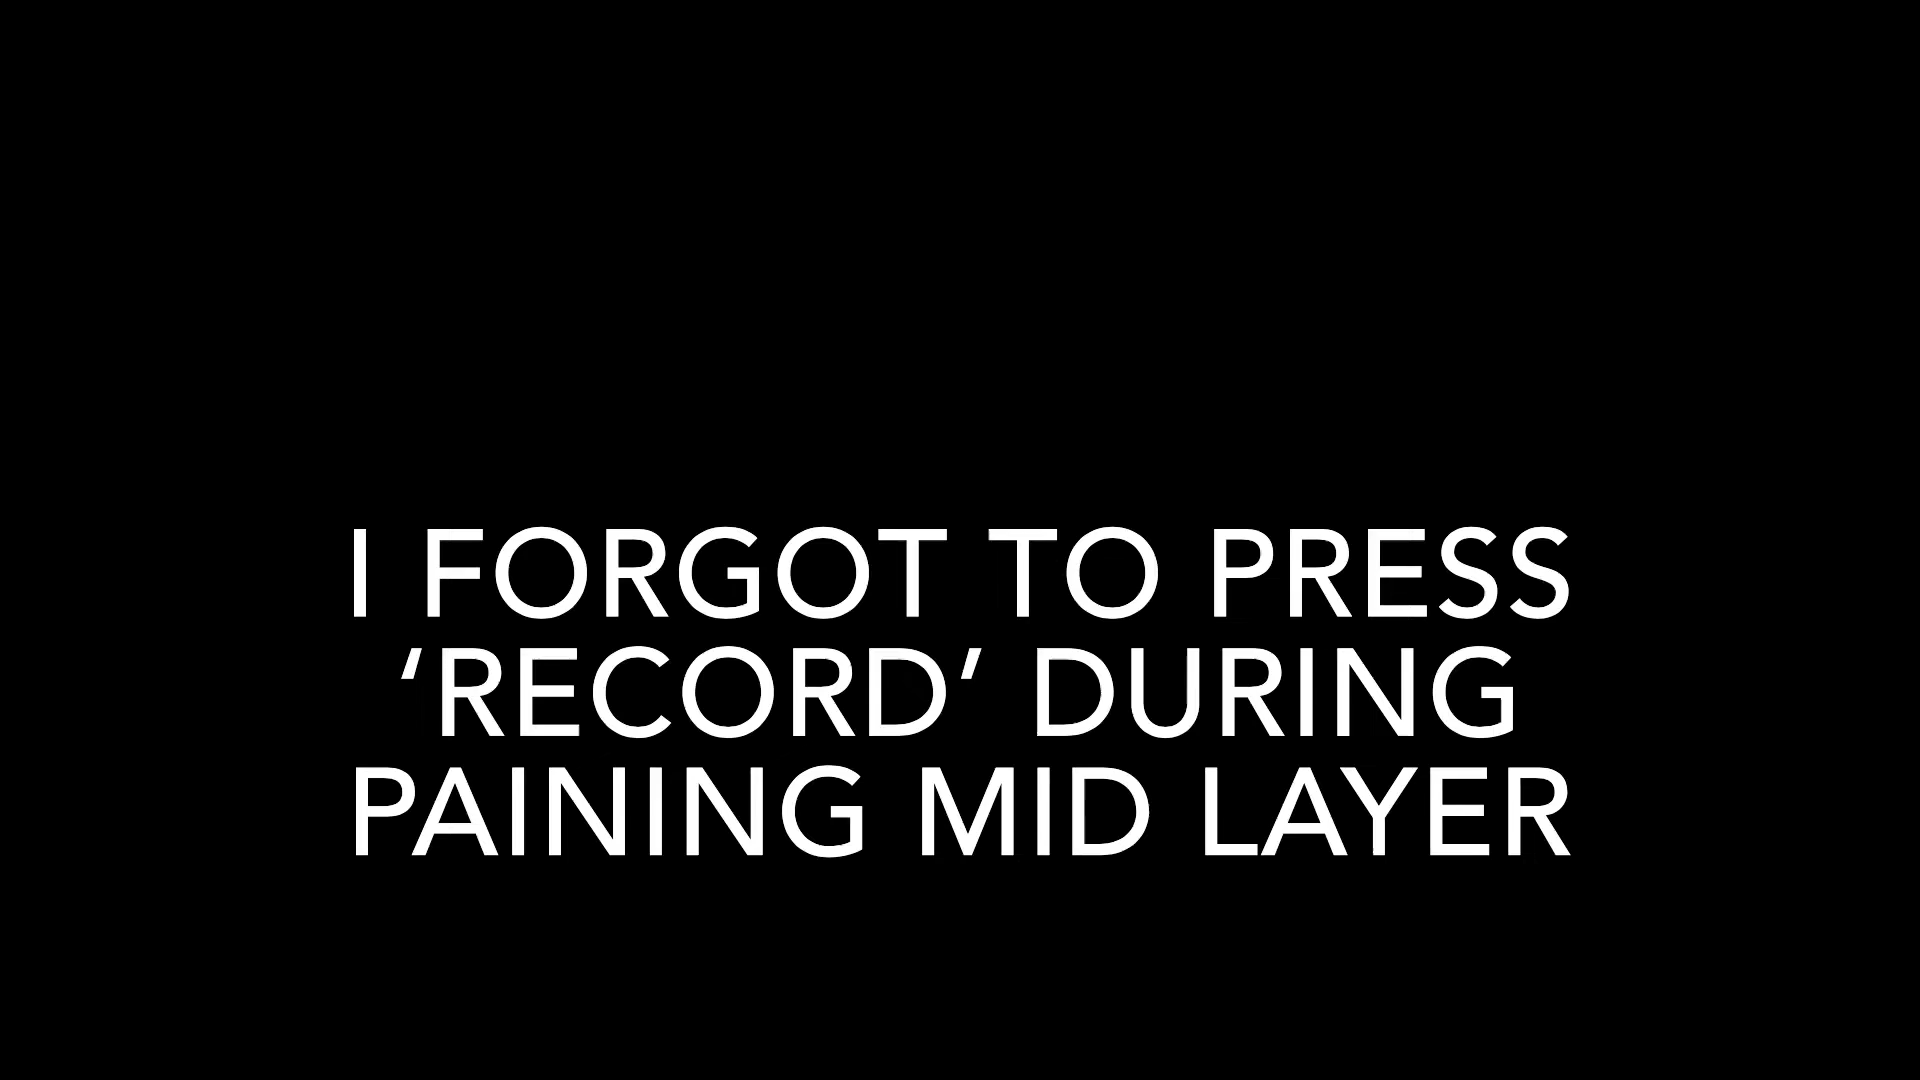 I FORGOT TO PRESS
‘RECORD’ DURING
PAINING MID LAYER